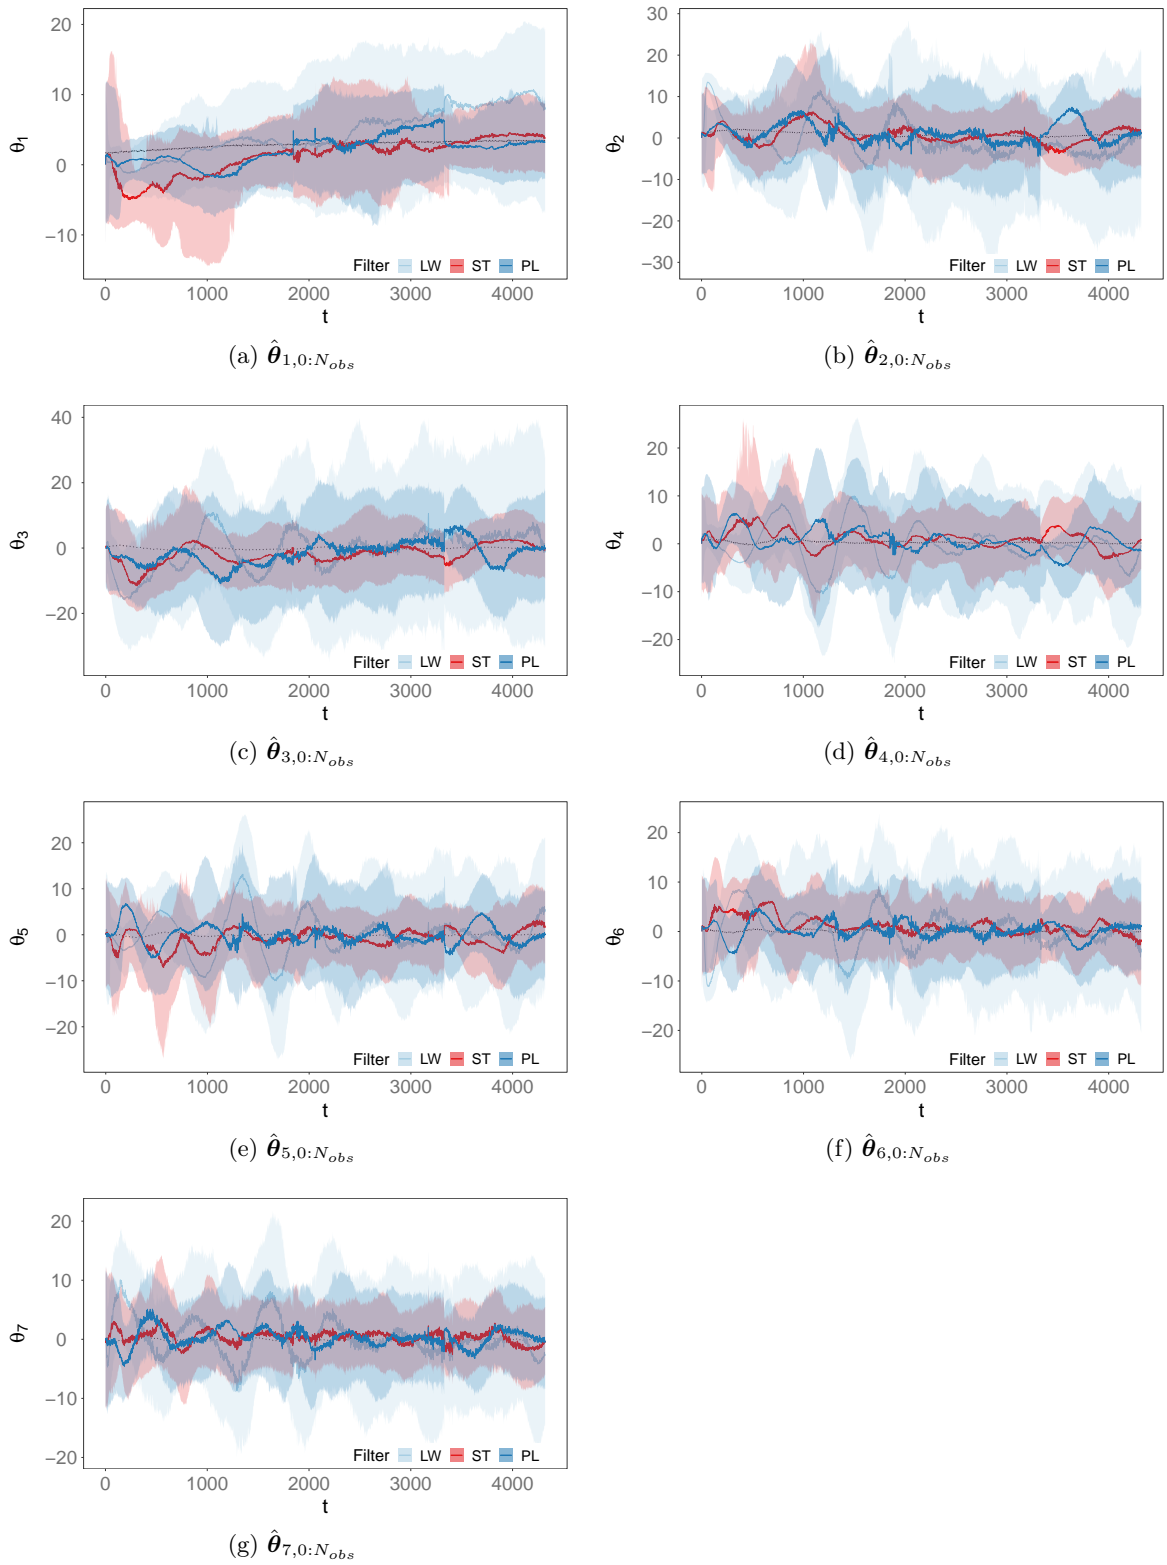 20
10
0
−10
θ1
Filter LW ST PL
0 1000 2000 3000 4000
t
(a) θ̂1,0:Nobs
30
20
10
0
−10
−20
−30
θ2
Filter LW ST PL
0 1000 2000 3000 4000
t
(b) θ̂2,0:Nobs
40
20
0
−20
θ3
Filter LW ST PL
0 1000 2000 3000 4000
t
(c) θ̂3,0:Nobs
20
10
0
−10
−20
θ4
Filter LW ST PL
0 1000 2000 3000 4000
t
(d) θ̂4,0:Nobs
20
10
0
−10
−20
θ5
Filter LW ST PL
0 1000 2000 3000 4000
t
(e) θ̂5,0:Nobs
20
10
0
−10
−20
θ6
Filter LW ST PL
0 1000 2000 3000 4000
t
(f) θ̂6,0:Nobs
20
10
0
−10
−20
θ7
Filter LW ST PL
0 1000 2000 3000 4000
t
(g) θ̂7,0:Nobs